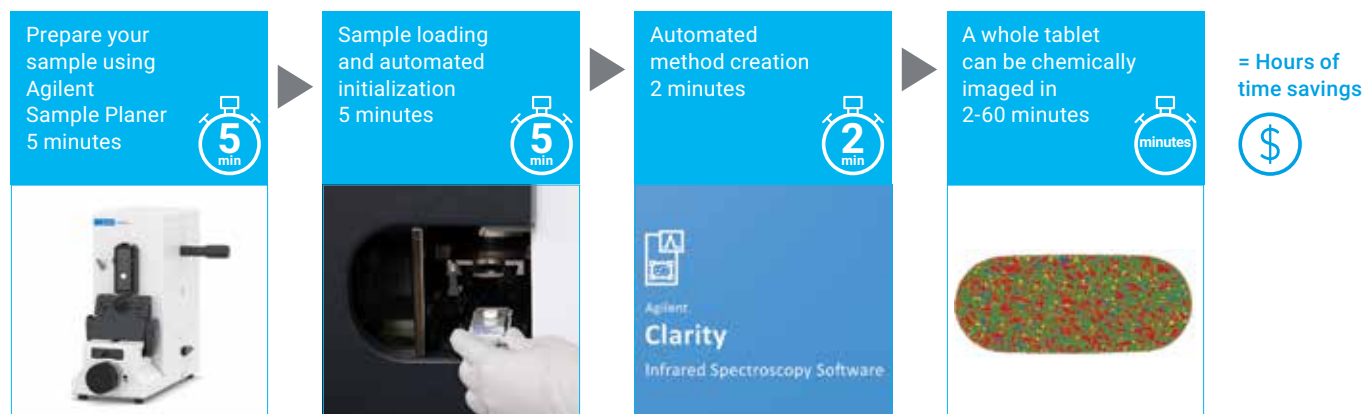 Prepare your
sample using
Agilent
Sample Planer
5 minutes
5
min
Sample loading
and automated
initialization
5 minutes
5
min
Automated
method creation
2 minutes
2
min
A whole tablet
can be chemically
imaged in
2-60 minutes
minutes
= Hours of
time savings
$
Agilent
Clarity
Infrared Spectroscopy Software